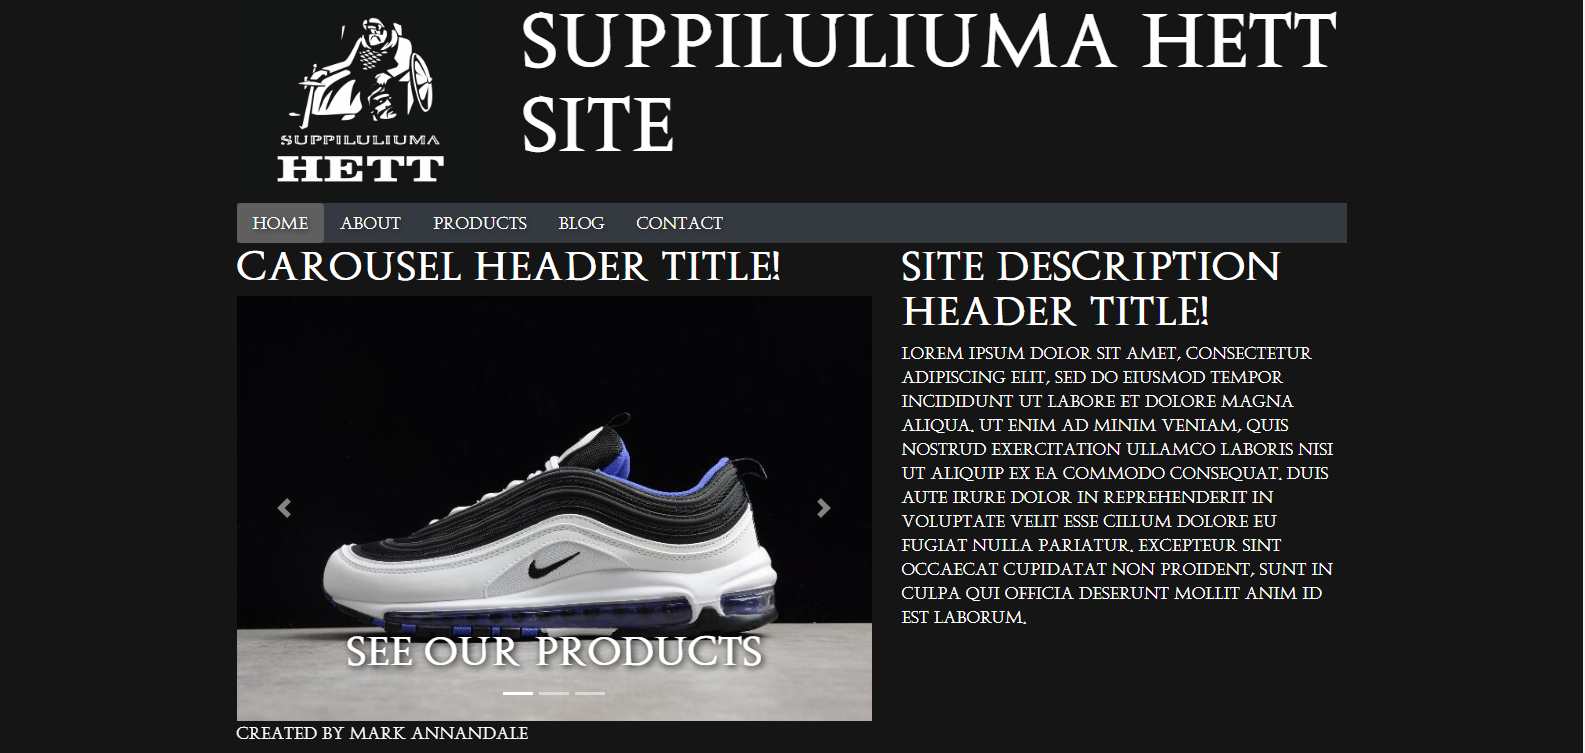 SUPPILULIUMA
HETT
SUPPILULIUMA HETT
SITE
HOME ABOUT PRODUCTS BLOG CONTACT
CAROUSEL HEADER TITLE!
SEE OUR PRODUCTS
SITE DESCRIPTION
HEADER TITLE!
LOREM IPSUM DOLOR SIT AMET, CONSECTETUR
ADIPISCING ELIT, SED DO EIUSMOD TEMPOR
INCIDIDUNT UT LABORE ET DOLORE MAGNA
ALIQUA. UT ENIM AD MINIM VENIAM, QUIS
NOSTRUD EXERCITATION ULLAMCO LABORIS NISI
UT ALIQUIP EX EA COMMODO CONSEQUAT. DUIS
AUTE IRURE DOLOR IN REPREHENDERIT IN
VOLUPTATE VELIT ESSE CILLUM DOLORE EU
FUGIAT NULLA PARIATUR. EXCEPTEUR SINT
OCCAECAT CUPIDATAT NON PROIDENT, SUNT IN
CULPA QUI OFFICIA DESERUNT MOLLIT ANIM ID
EST LABORUM.
CREATED BY MARK ANNANDALE